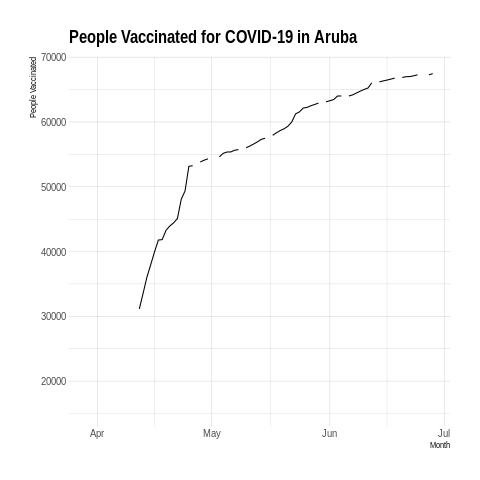 People Vaccinated for COVID-19 in Aruba
People Vaccinated
70000
60000
50000
40000
30000
20000
Apr May Jun Jul
Month